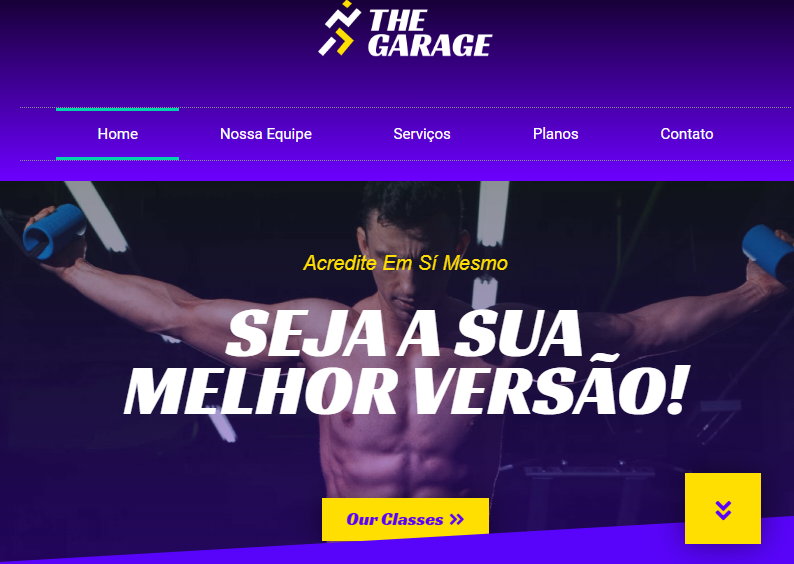 THE
GARAGE
Home Nossa Equipe Serviços Planos Contato
Acredite Em Sí Mesmo
SEJA A SUA
MELHOR VERSÃO!
Our Classes